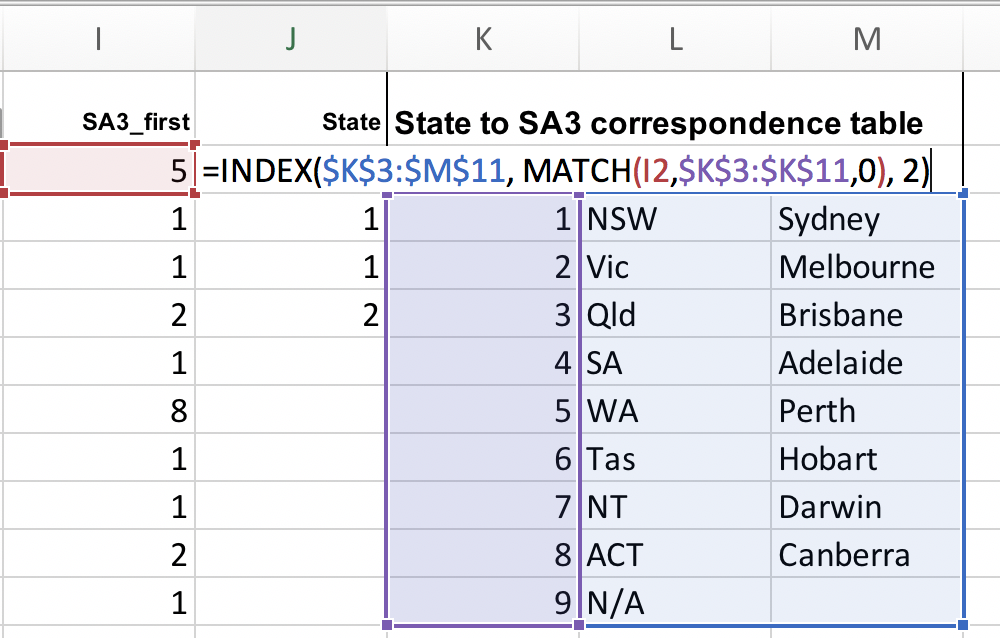 I J K L M
SA3_first State State to SA3 correspondence table
5 =INDEX($K$3:$M$11, MATCH(I2,$K$3:$K$11,0), 2)
1 1 1 NSW Sydney
1 1 2 Vic Melbourne
2 2 3 Qld Brisbane
1 4 SA Adelaide
8 5 WA Perth
1 6 Tas Hobart
1 7 NT Darwin
2 8 ACT Canberra
1 9 N/A